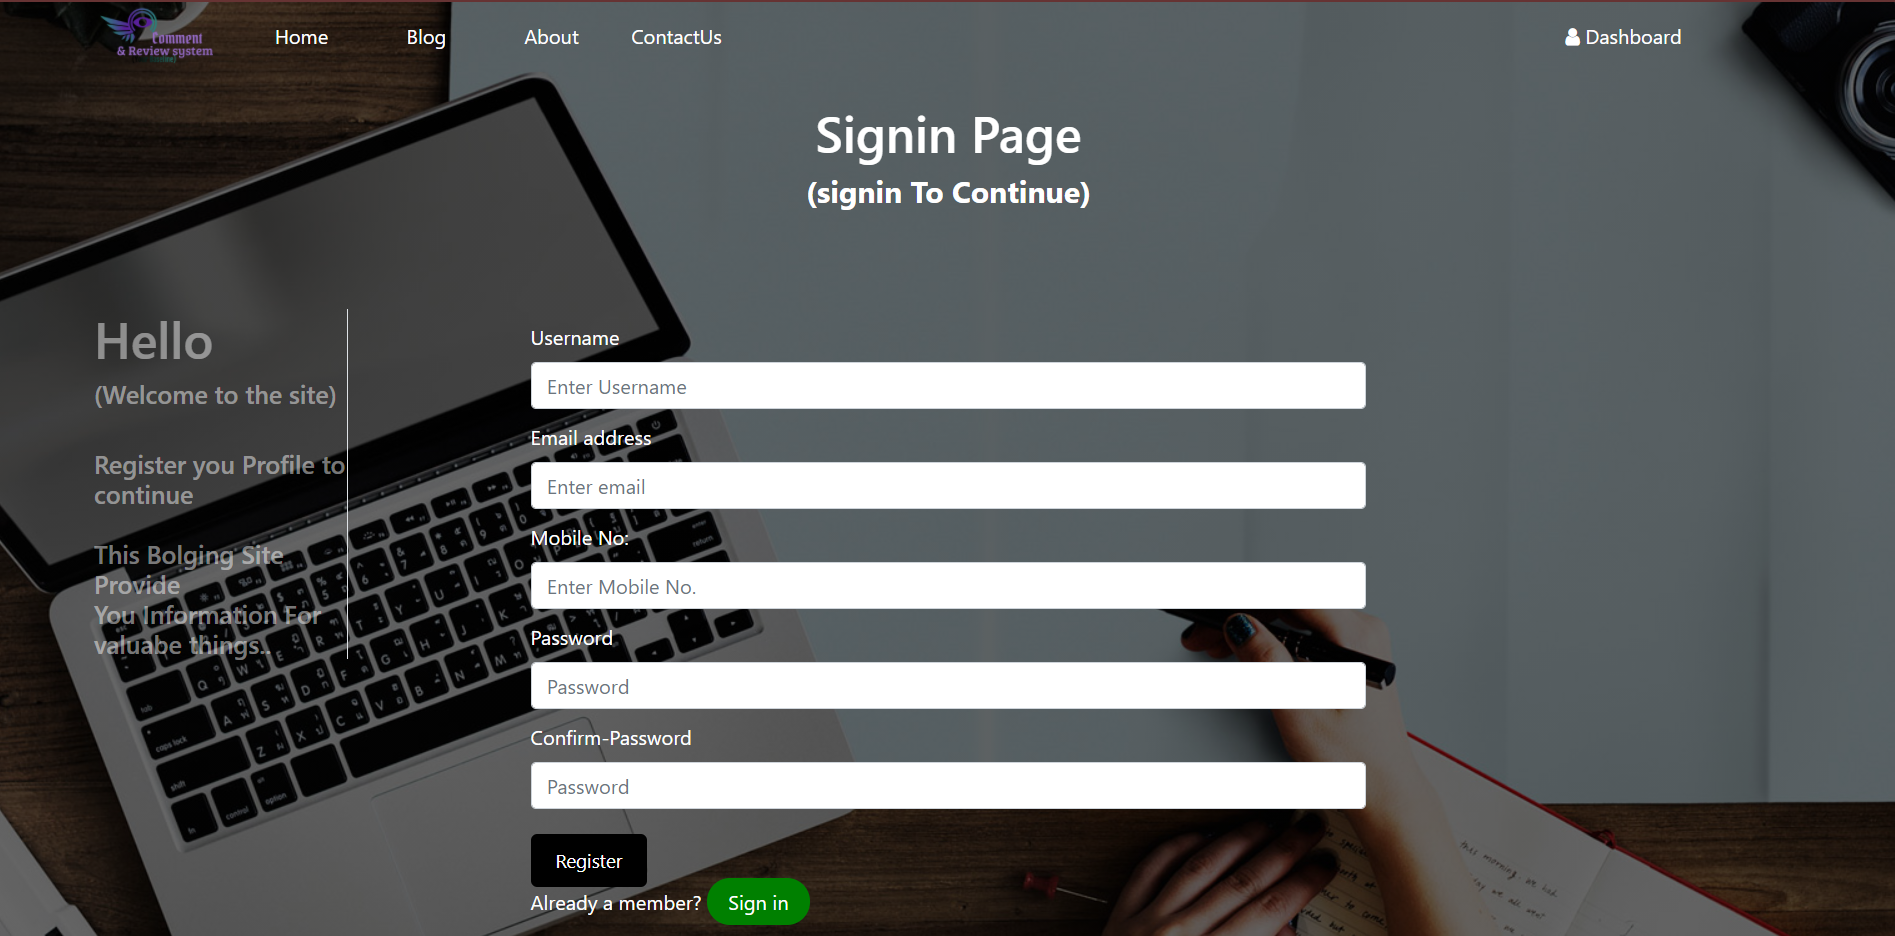 Comment
& Review system
Home Blog About ContactUs Dashboard
Signin Page
(signin To Continue)
Hello
(Welcome to the site)
Register you Profile to
continue
This Bolging Site
Provide
You Information For
valuabe things..
Username
Enter Username
Email address
Enter email
Mobile No:
Enter Mobile No.
Password
Password
Confirm-Password
Password
Register
Already a member? Sign in